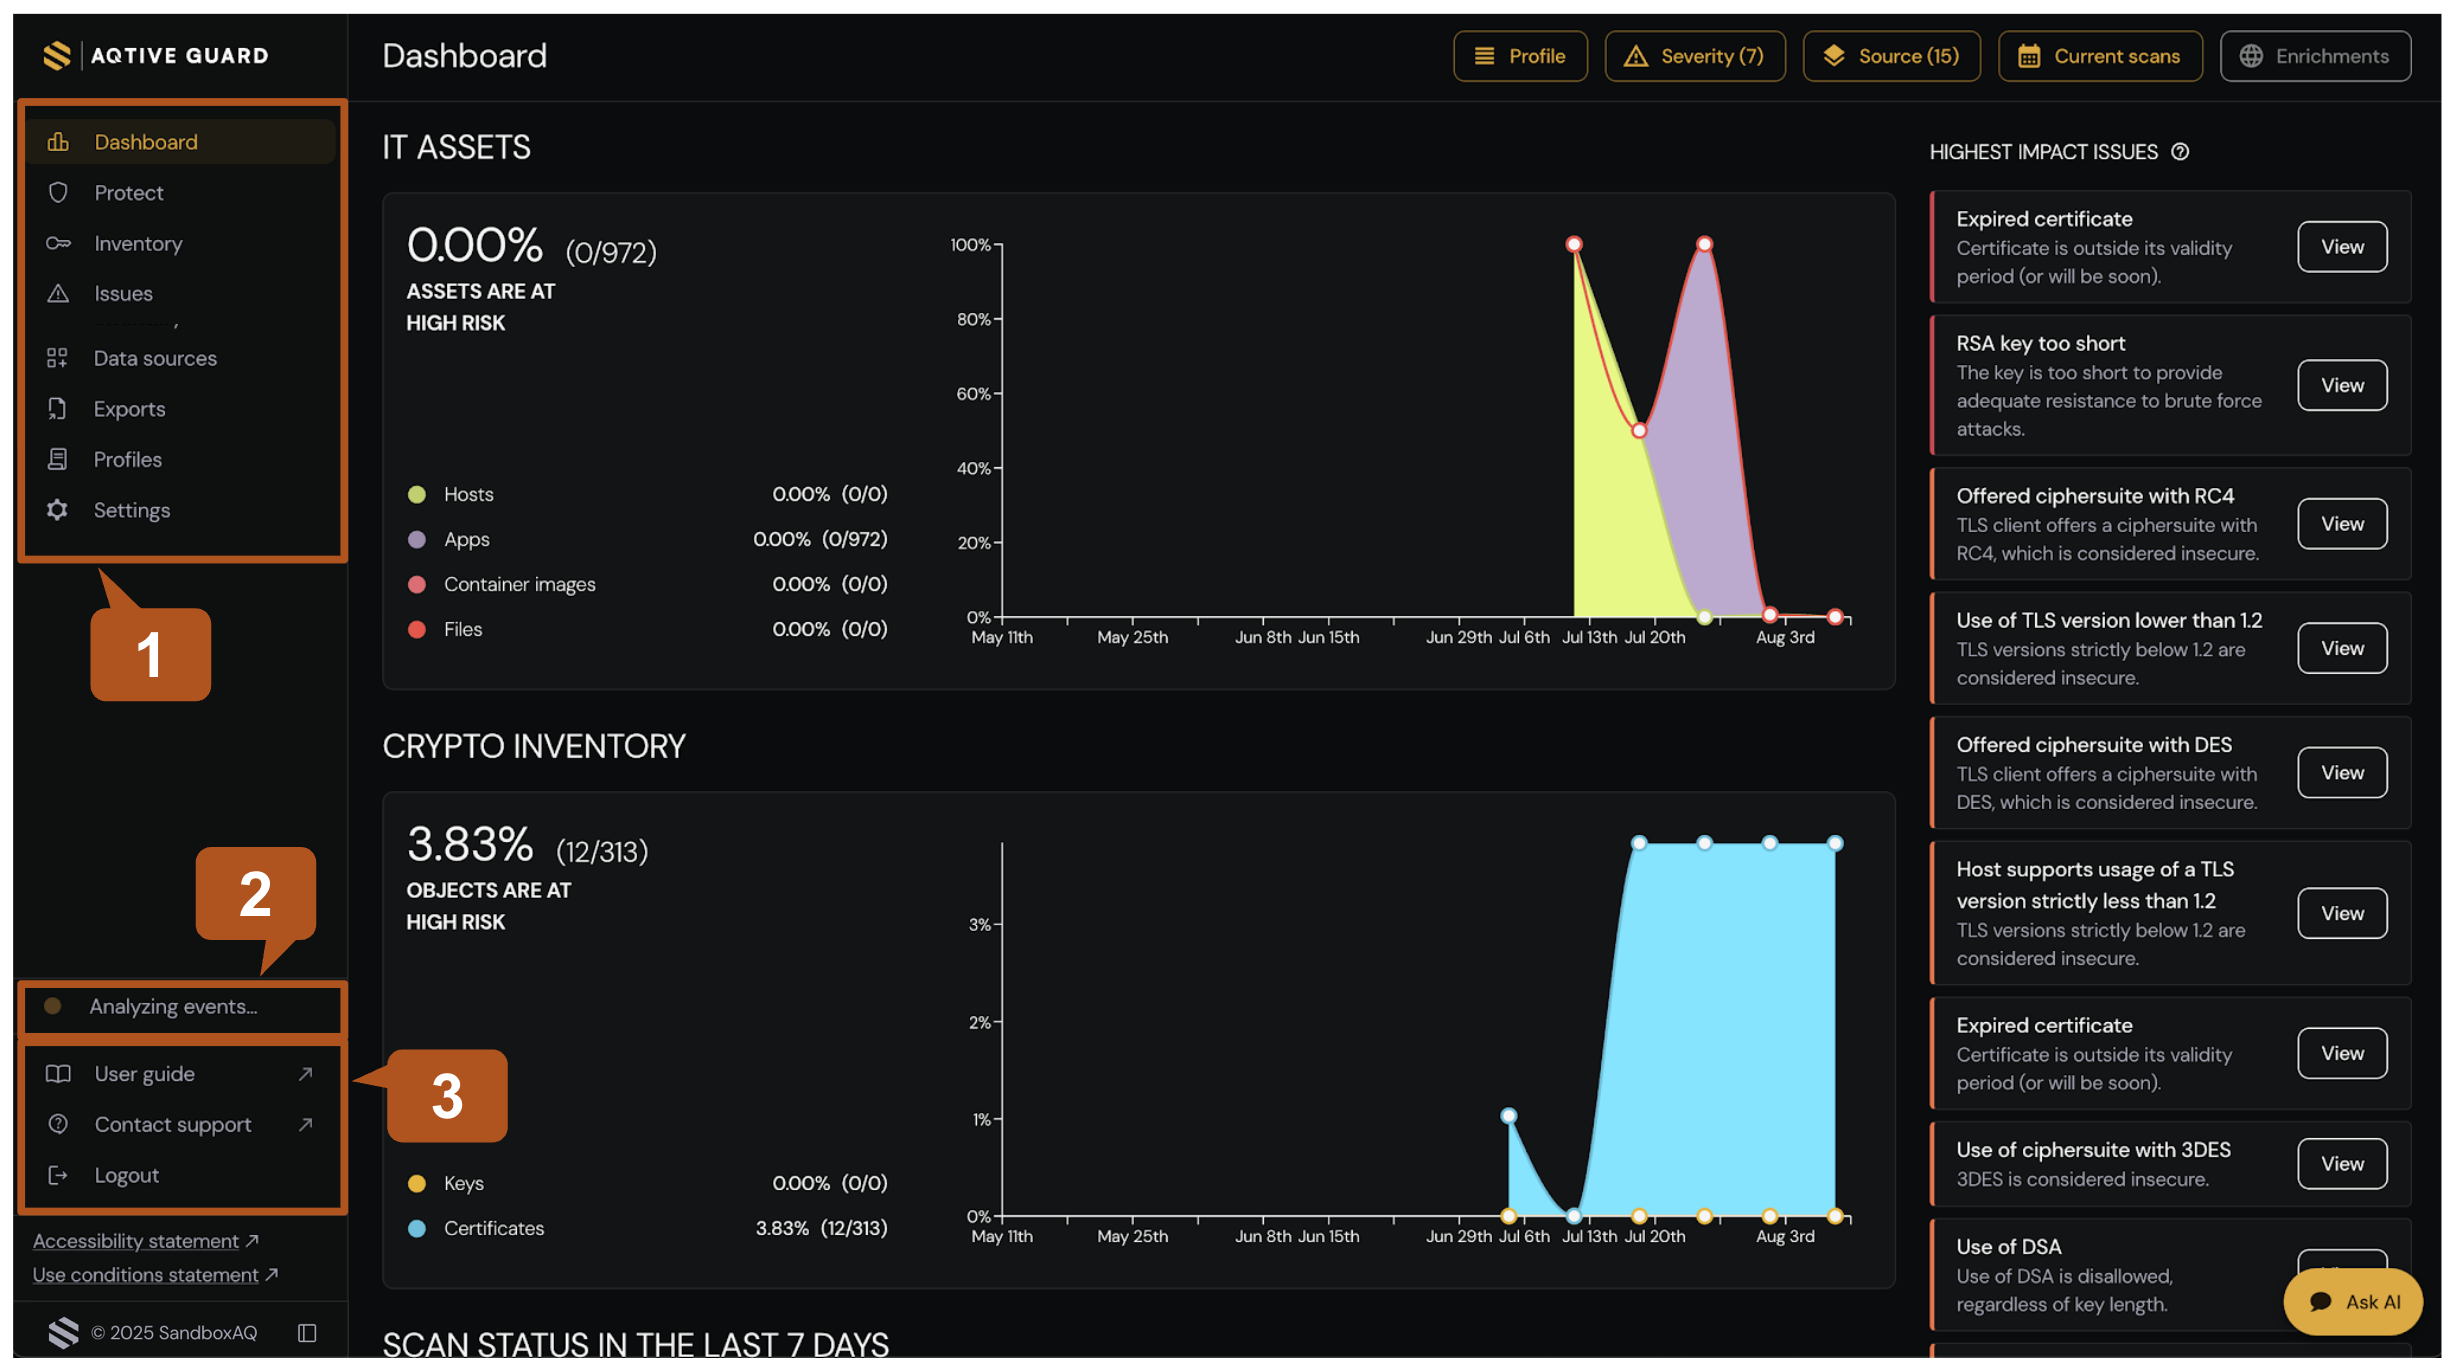 AQTIVE GUARD
Dashboard
Profile
Severity (7)
Source (15)
Current scans
Enrichments
Dashboard
Protect
Inventory
Issues
Data sources
Exports
Profiles
Settings
1
2
Analyzing events...
User guide
Contact support
Logout
3
Accessibility statement
Use conditions statement
© 2025 SandboxAQ
IT ASSETS
0.00% (0/972)
ASSETS ARE AT
HIGH RISK
Hosts 0.00% (0/0)
Apps 0.00% (0/972)
Container images 0.00% (0/0)
Files 0.00% (0/0)
100%
80%
60%
40%
20%
0%
May 11th May 25th Jun 8th Jun 15th Jun 29th Jul 6th Jul 13th Jul 20th Aug 3rd
CRYPTO INVENTORY
3.83% (12/313)
OBJECTS ARE AT
HIGH RISK
Keys 0.00% (0/0)
Certificates 3.83% (12/313)
3%
2%
1%
0%
May 11th May 25th Jun 8th Jun 15th Jun 29th Jul 6th Jul 13th Jul 20th Aug 3rd
SCAN STATUS IN THE LAST 7 DAYS
HIGHEST IMPACT ISSUES
Expired certificate
Certificate is outside its validity
period (or will be soon).
View
RSA key too short
The key is too short to provide
adequate resistance to brute force
attacks.
View
Offered ciphersuite with RC4
TLS client offers a ciphersuite with
RC4, which is considered insecure.
View
Use of TLS version lower than 1.2
TLS versions strictly below 1.2 are
considered insecure.
View
Offered ciphersuite with DES
TLS client offers a ciphersuite with
DES, which is considered insecure.
View
Host supports usage of a TLS
version strictly less than 1.2
TLS versions strictly below 1.2 are
considered insecure.
View
Expired certificate
Certificate is outside its validity
period (or will be soon).
View
Use of ciphersuite with 3DES
3DES is considered insecure.
View
Use of DSA
Use of DSA is disallowed,
regardless of key length.
Ask AI